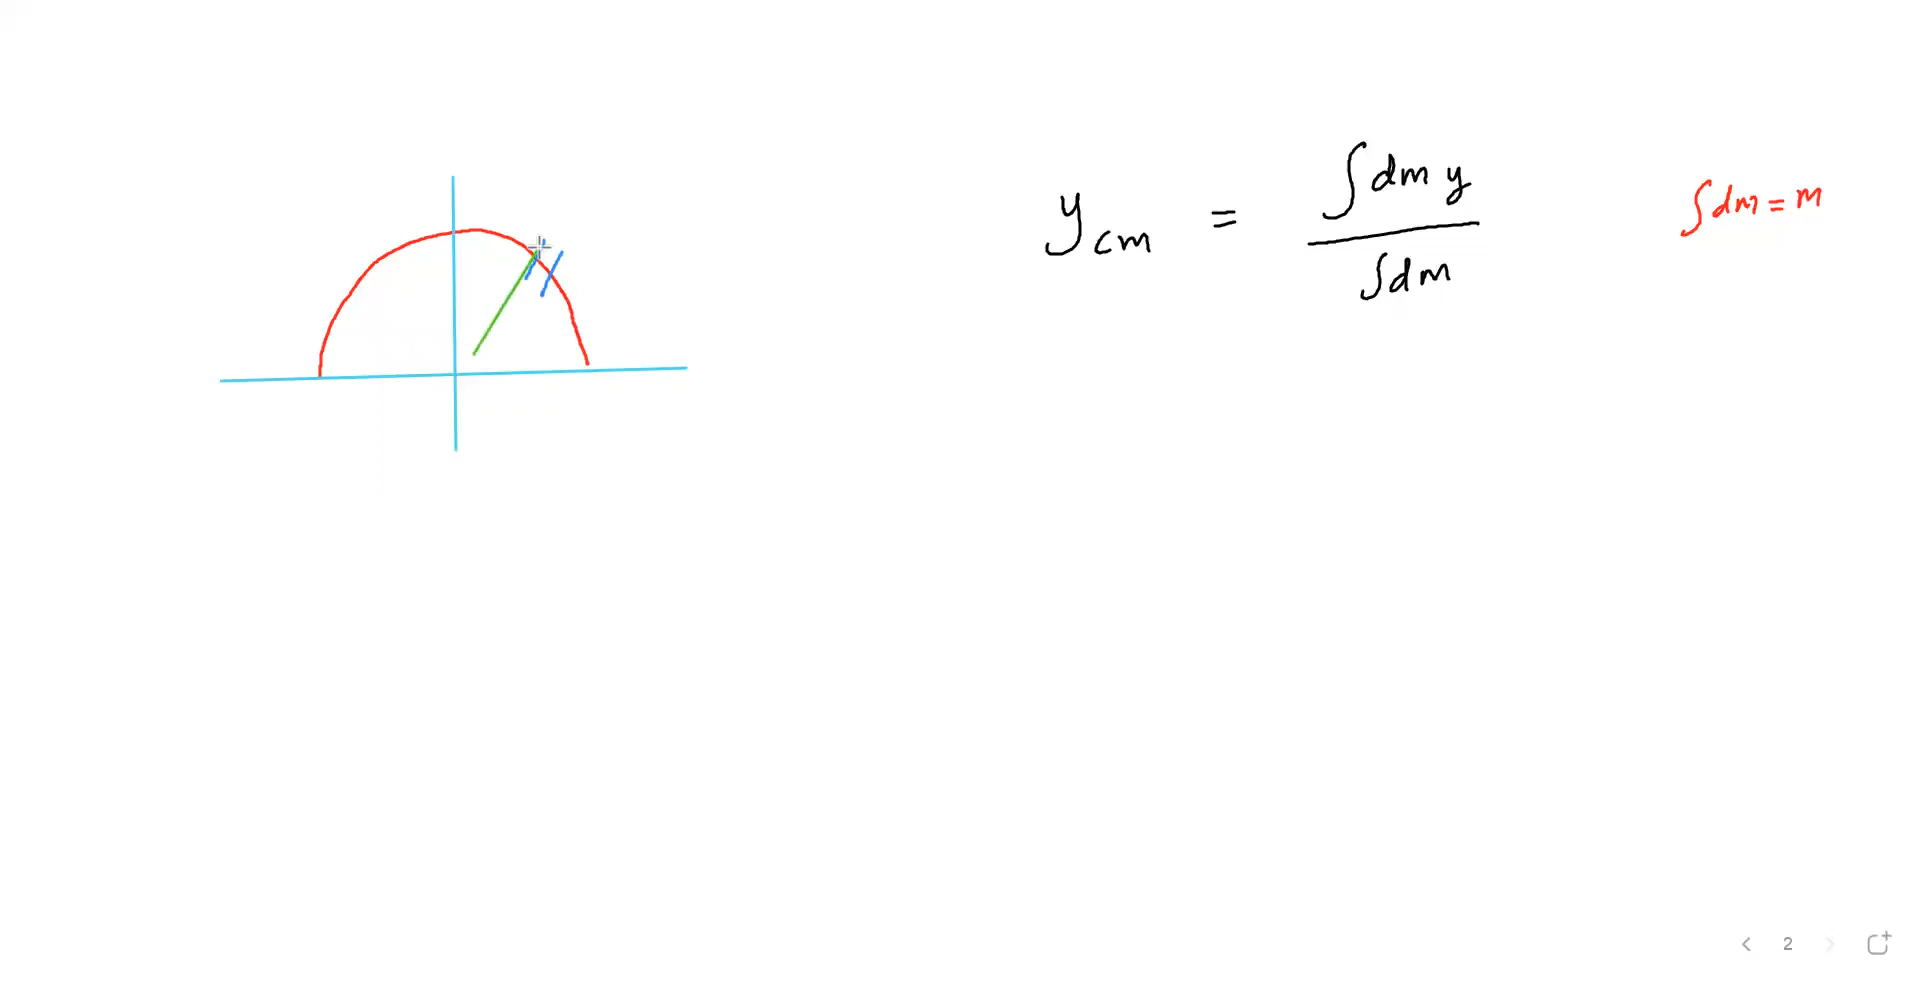 y_cm = ∫dm y / ∫dm
∫dm = m
2